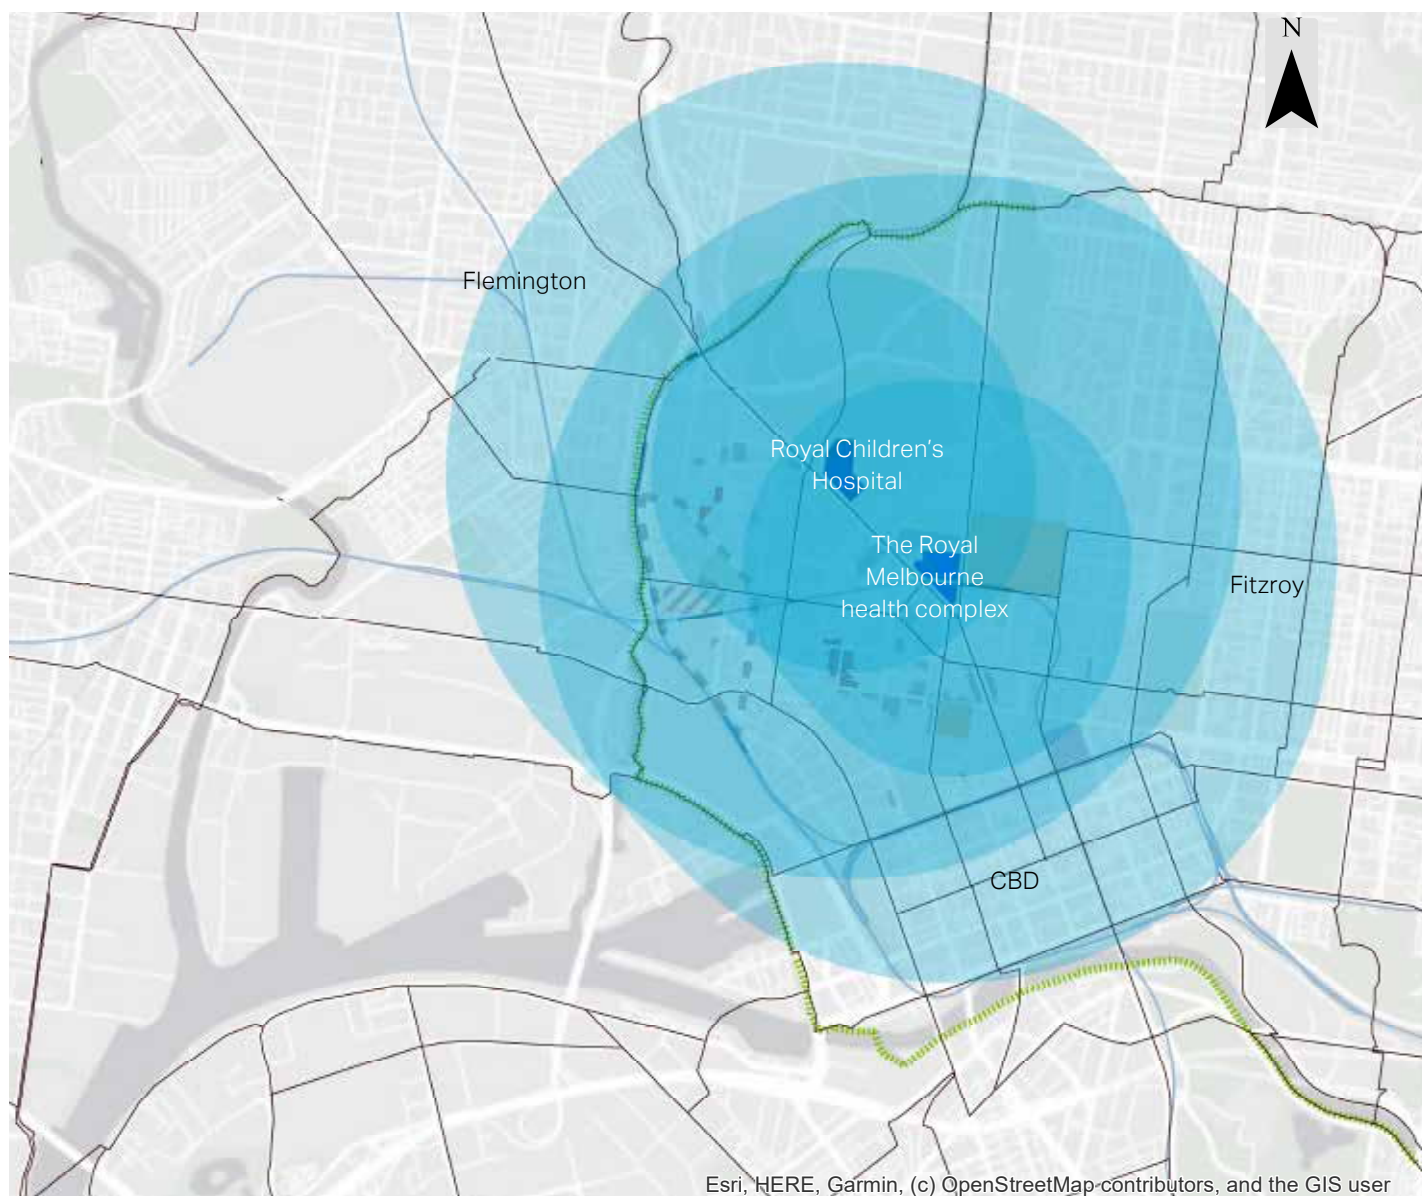 N
Flemington
Royal Children's
Hospital
The Royal
Melbourne
health complex
Fitzroy
CBD
Esri, HERE, Garmin, (c) OpenStreetMap contributors, and the GIS user